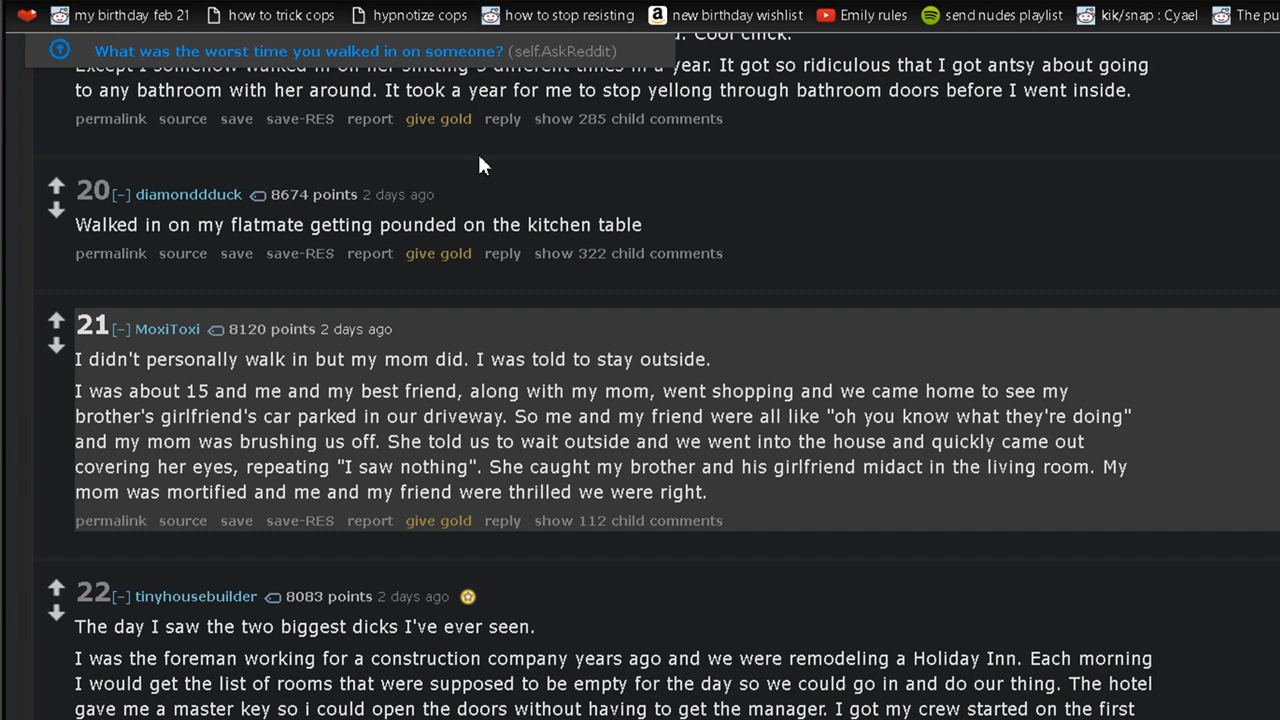 my birthday feb 21 how to trick cops hypnotize cops how to stop resisting new birthday wishlist Emily rules send nudes playlist kik/snap : Cyael The pu
. Cool chick.
What was the worst time you walked in on someone? (self.AskReddit)
Except I somehow walked in on her shitting 5 different times in a year. It got so ridiculous that I got antsy about going
to any bathroom with her around. It took a year for me to stop yellong through bathroom doors before I went inside.
permalink source save save-RES report give gold reply show 285 child comments
20 [-] diamonddduck 8674 points 2 days ago
Walked in on my flatmate getting pounded on the kitchen table
permalink source save save-RES report give gold reply show 322 child comments
21 [-] MoxiToxi 8120 points 2 days ago
I didn't personally walk in but my mom did. I was told to stay outside.
I was about 15 and me and my best friend, along with my mom, went shopping and we came home to see my
brother's girlfriend's car parked in our driveway. So me and my friend were all like "oh you know what they're doing"
and my mom was brushing us off. She told us to wait outside and we went into the house and quickly came out
covering her eyes, repeating "I saw nothing". She caught my brother and his girlfriend midact in the living room. My
mom was mortified and me and my friend were thrilled we were right.
permalink source save save-RES report give gold reply show 112 child comments
22 [-] tinyhousebuilder 8083 points 2 days ago
The day I saw the two biggest dicks I've ever seen.
I was the foreman working for a construction company years ago and we were remodeling a Holiday Inn. Each morning
I would get the list of rooms that were supposed to be empty for the day so we could go in and do our thing. The hotel
gave me a master key so i could open the doors without having to get the manager. I got my crew started on the first